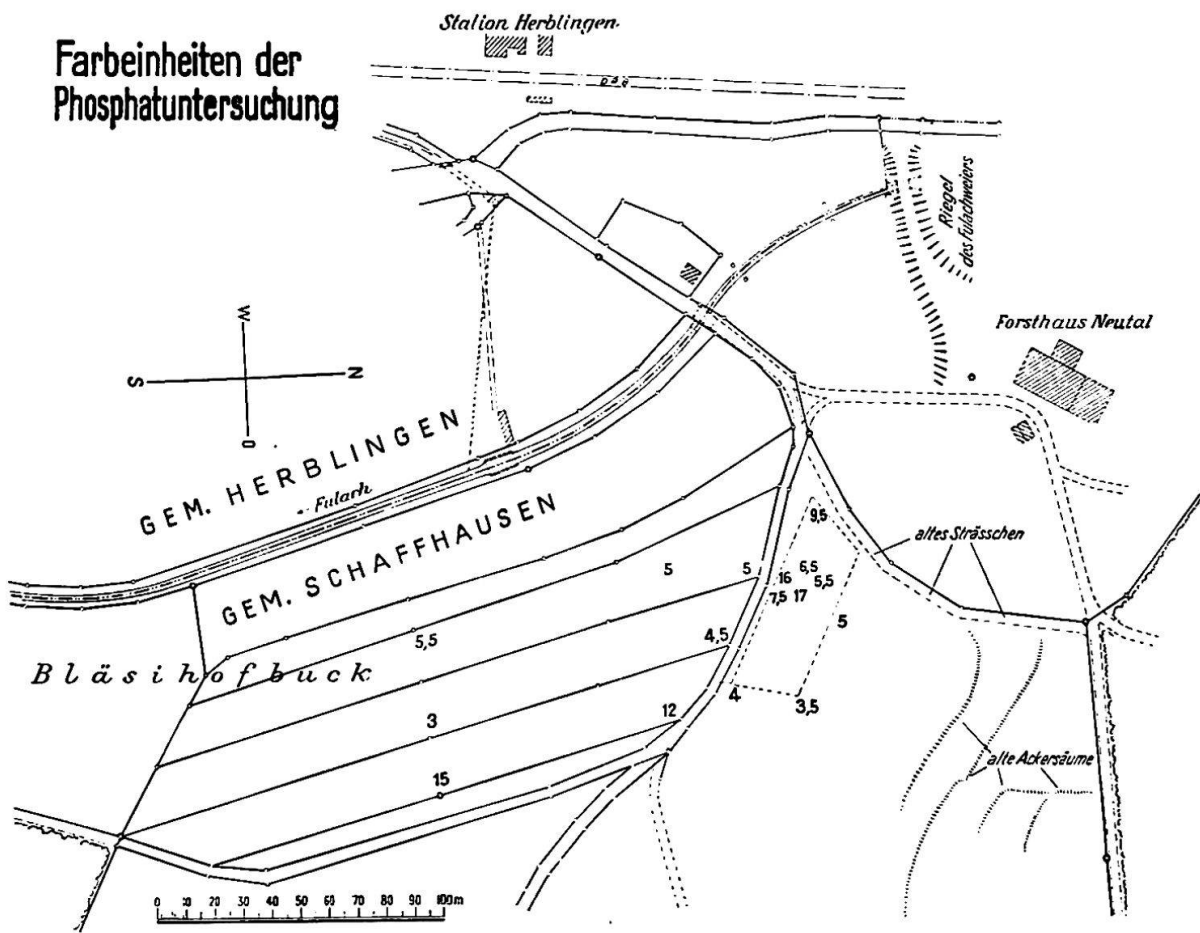 Farbeinheiten der
Phosphatuntersuchung
Station Herblingen
Riegel
des Fulachweiers
Forsthaus Neutal
W
S
N
O
GEM. HERBLINGEN
Fulach
GEM. SCHAFFHAUSEN
9,5
altes Strässchen
5
5
16
6,5
5,5
7,5
17
5
5,5
4,5
Bläsihofbuck
4
3,5
3
12
15
alte Ackersäume
0 10 20 30 40 50 60 70 80 90 100m